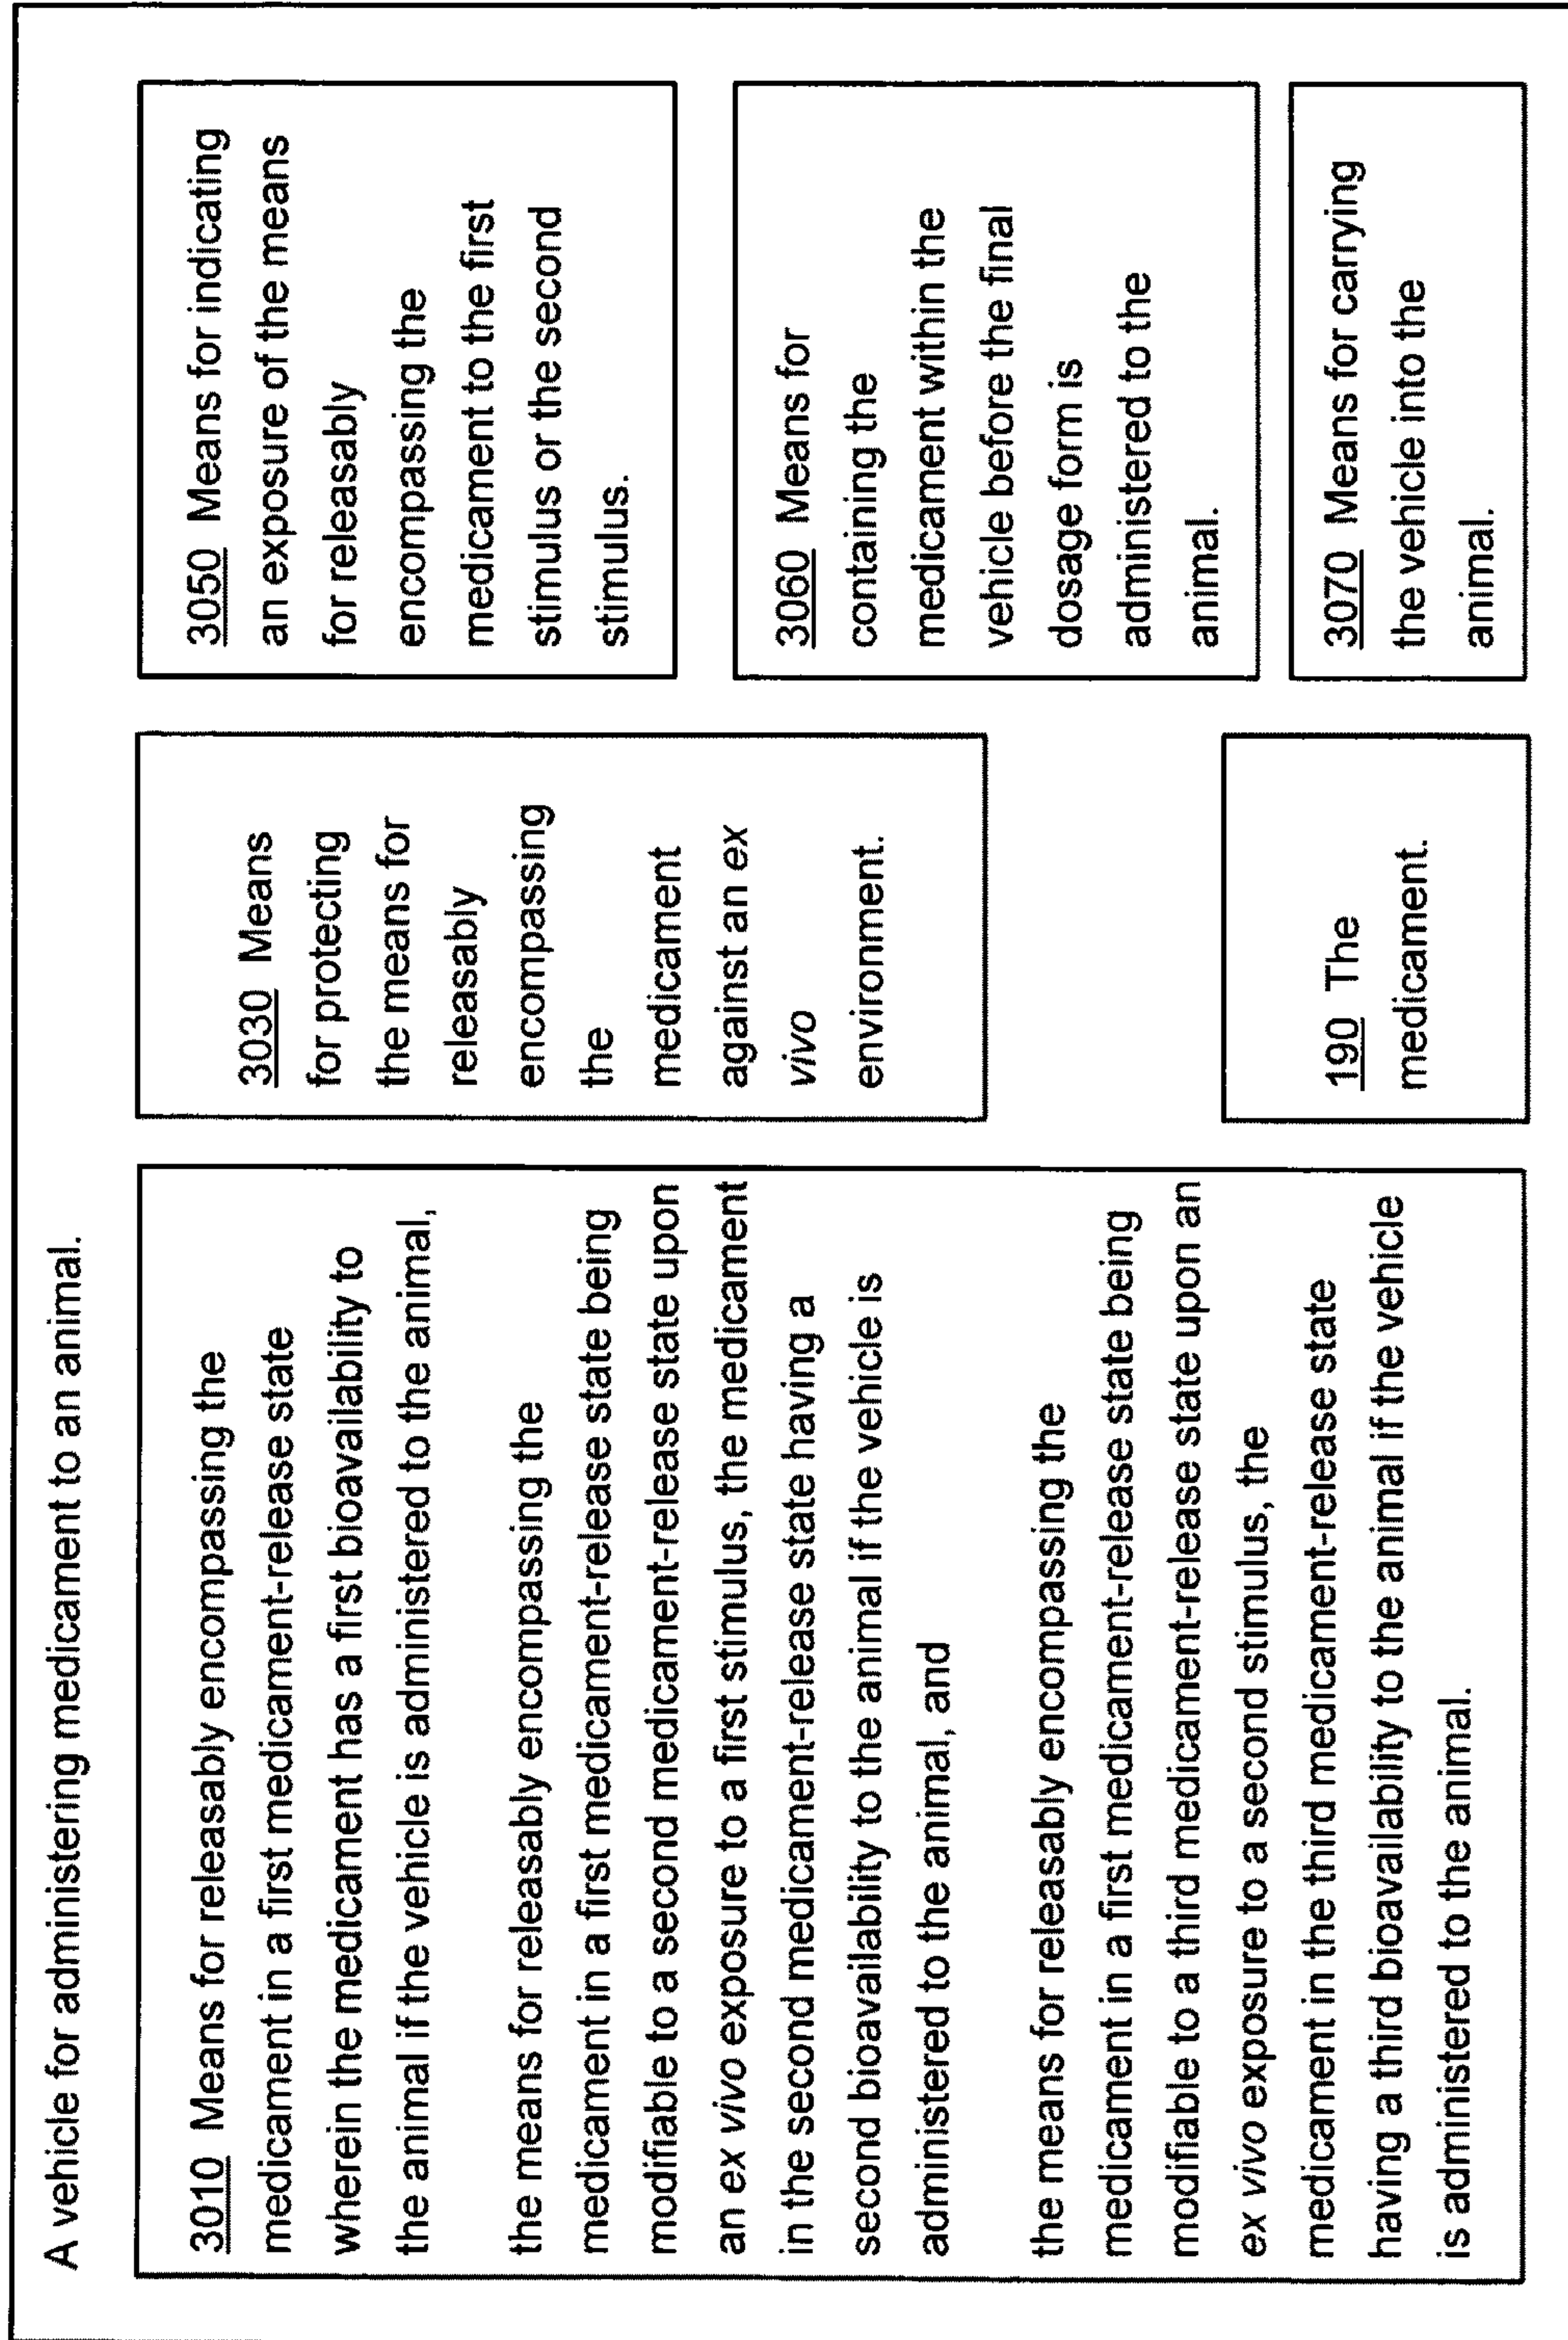 A vehicle for administering medicament to an animal.
3010 Means for releasably encompassing the
medicament in a first medicament-release state
wherein the medicament has a first bioavailability to
the animal if the vehicle is administered to the animal,
the means for releasably encompassing the
medicament in a first medicament-release state being
modifiable to a second medicament-release state upon
an ex vivo exposure to a first stimulus, the medicament
in the second medicament-release state having a
second bioavailability to the animal if the vehicle is
administered to the animal, and
the means for releasably encompassing the
medicament in a first medicament-release state being
modifiable to a third medicament-release state upon an
ex vivo exposure to a second stimulus, the
medicament in the third medicament-release state
having a third bioavailability to the animal if the vehicle
is administered to the animal.
3030 Means
for protecting
the means for
releasably
encompassing
the
medicament
against an ex
vivo
environment.
190 The
medicament.
3050 Means for indicating
an exposure of the means
for releasably
encompassing the
medicament to the first
stimulus or the second
stimulus.
3060 Means for
containing the
medicament within the
vehicle before the final
dosage form is
administered to the
animal.
3070 Means for carrying
the vehicle into the
animal.